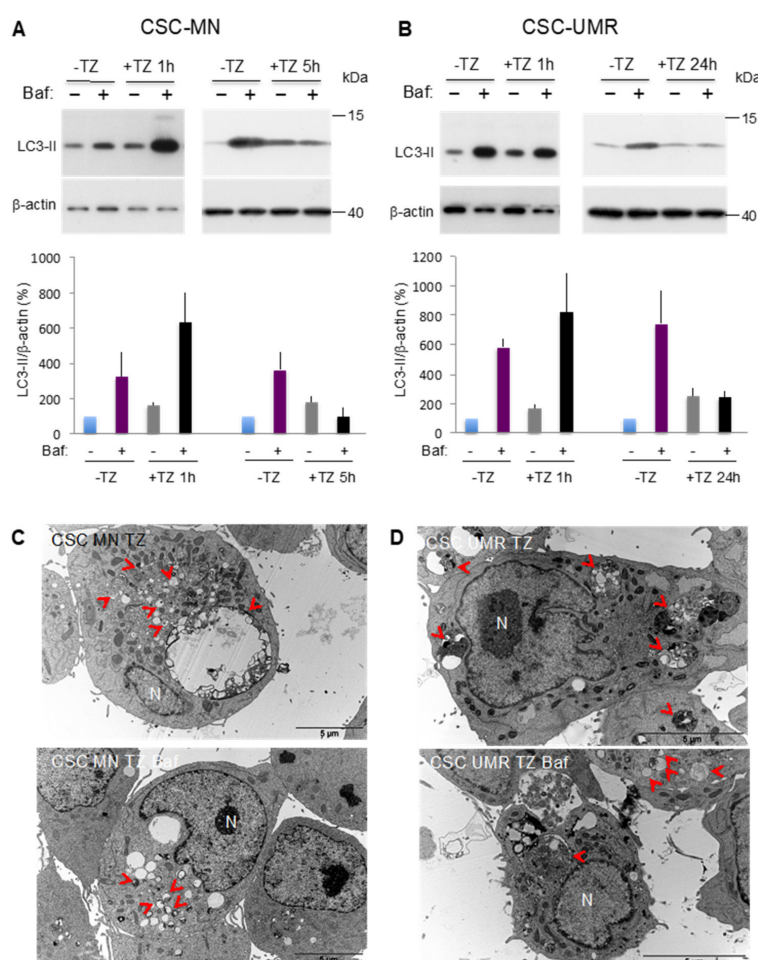 A CSC-MN
-TZ +TZ 1h -TZ +TZ 5h kDa
Baf: − + − + − + − +
15
LC3-II
β-actin
40
LC3-II/β-actin (%)
1000
800
600
400
200
0
Baf: - + - + - + - +
-TZ +TZ 1h -TZ +TZ 5h
B CSC-UMR
-TZ +TZ 1h -TZ +TZ 24h kDa
Baf: − + − + − + − +
15
LC3-II
β-actin
40
LC3-II/β-actin (%)
1200
1000
800
600
400
200
0
Baf: - + - + - + - +
-TZ +TZ 1h -TZ +TZ 24h
C CSC MN TZ
N
5 µm
CSC MN TZ Baf
N
5 µm
D CSC UMR TZ
N
5 µm
CSC UMR TZ Baf
N